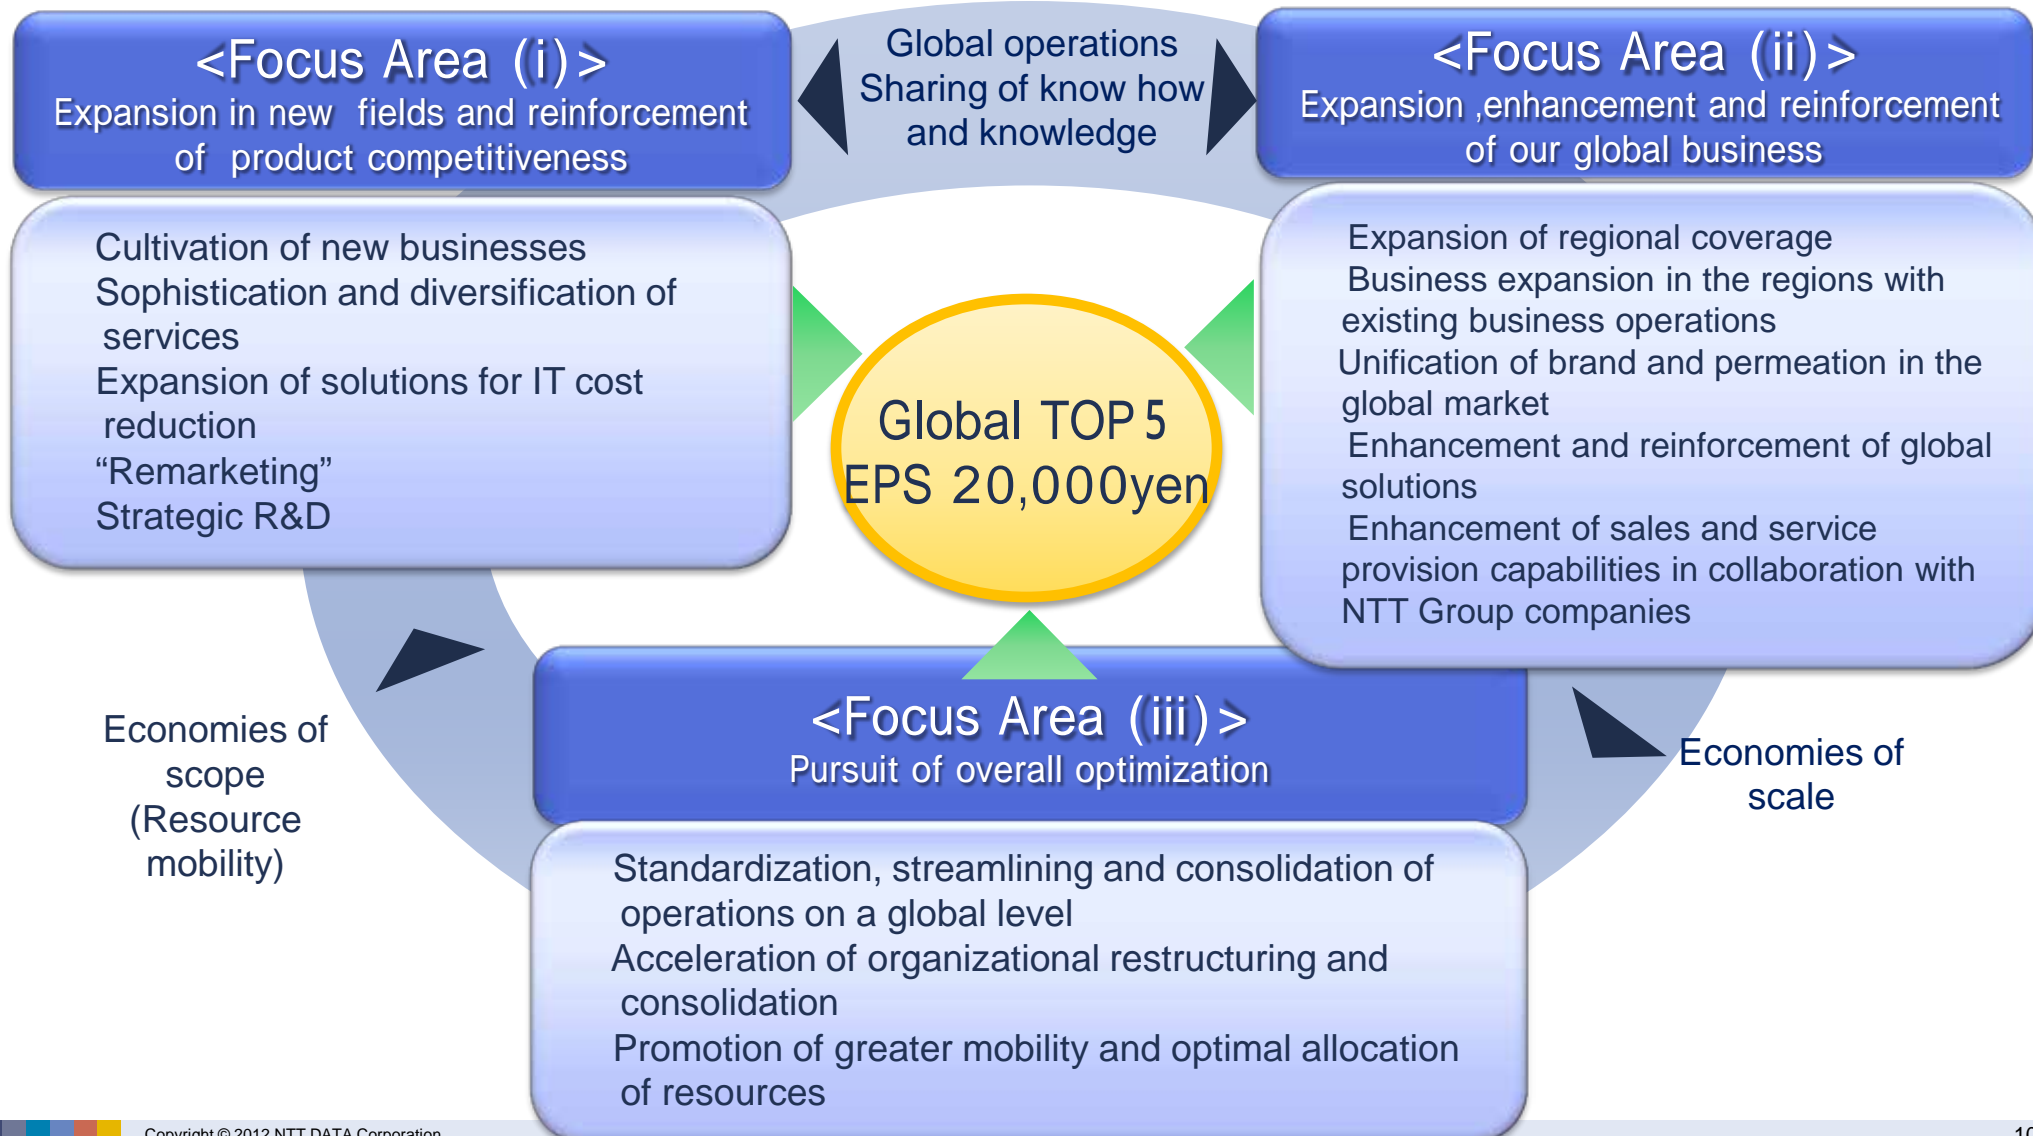 <Focus Area (i)>
Expansion in new fields and reinforcement
of product competitiveness
Global operations
Sharing of know how
and knowledge
<Focus Area (ii)>
Expansion ,enhancement and reinforcement
of our global business
Cultivation of new businesses
Sophistication and diversification of
services
Expansion of solutions for IT cost
reduction
“Remarketing”
Strategic R&D
Global TOP 5
EPS 20,000yen
Expansion of regional coverage
Business expansion in the regions with
existing business operations
Unification of brand and permeation in the
global market
Enhancement and reinforcement of global
solutions
Enhancement of sales and service
provision capabilities in collaboration with
NTT Group companies
Economies of
scope
(Resource
mobility)
<Focus Area (iii)>
Pursuit of overall optimization
Economies of
scale
Standardization, streamlining and consolidation of
operations on a global level
Acceleration of organizational restructuring and
consolidation
Promotion of greater mobility and optimal allocation
of resources
Copyright © 2012 NTT DATA Corporation
10